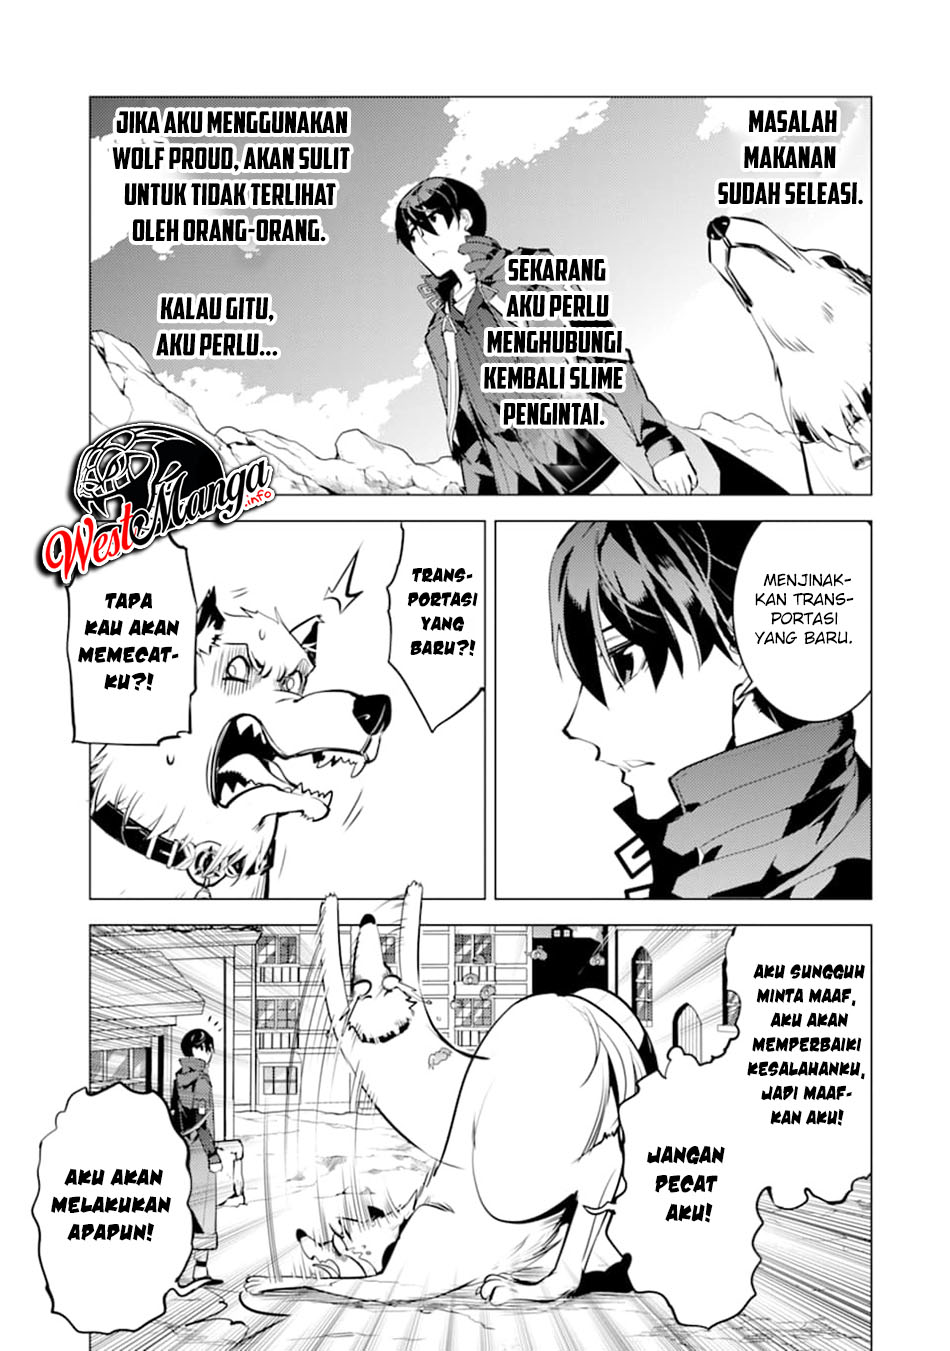 MASALAH
MAKANAN
SUDAH SELEASI.
SEKARANG
AKU PERLU
MENGHUBUNGI
KEMBALI SLIME
PENGINTAI.
JIKA AKU MENGGUNAKAN
WOLF PROUD, AKAN SULIT
UNTUK TIDAK TERLIHAT
OLEH ORANG-ORANG.
KALAU GITU,
AKU PERLU...
WestManga.info
MENJINAK-
KAN TRANS-
PORTASI
YANG BARU.
TRANS-
PORTASI
YANG
BARU?!
TAPA
KAU AKAN
MEMECAT-
KU?!
AKU SUNGGUH
MINTA MAAF,
AKU AKAN
MEMPERBAIKI
KESALAHANKU,
JADI MAAF-
KAN AKU!
JANGAN
PECAT
AKU!
AKU AKAN
MELAKUKAN
APAPUN!